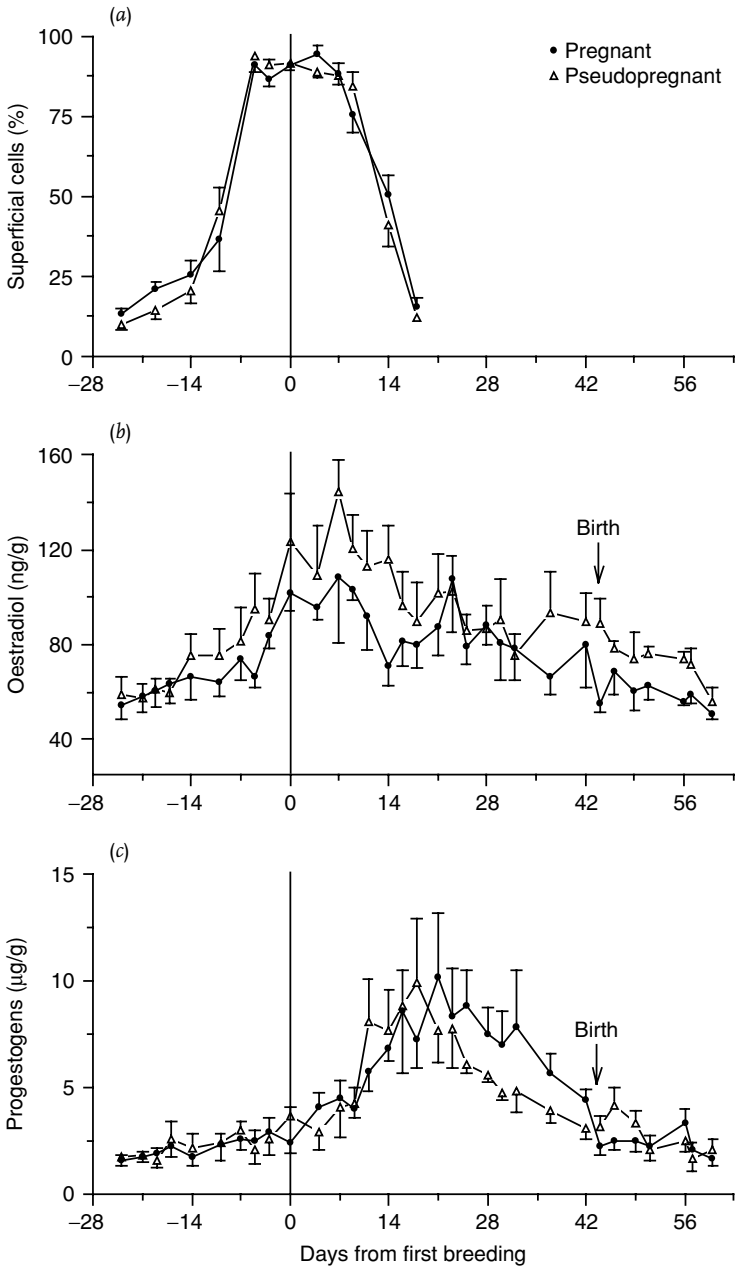 (a)
100
75
50
25
0
Superficial cells (%)
Pregnant
Pseudopregnant
−28 −14 0 14 28 42 56
(b)
160
120
80
40
Oestradiol (ng/g)
Birth
−28 −14 0 14 28 42 56
(c)
15
10
5
0
Progestogens (µg/g)
Birth
−28 −14 0 14 28 42 56
Days from first breeding